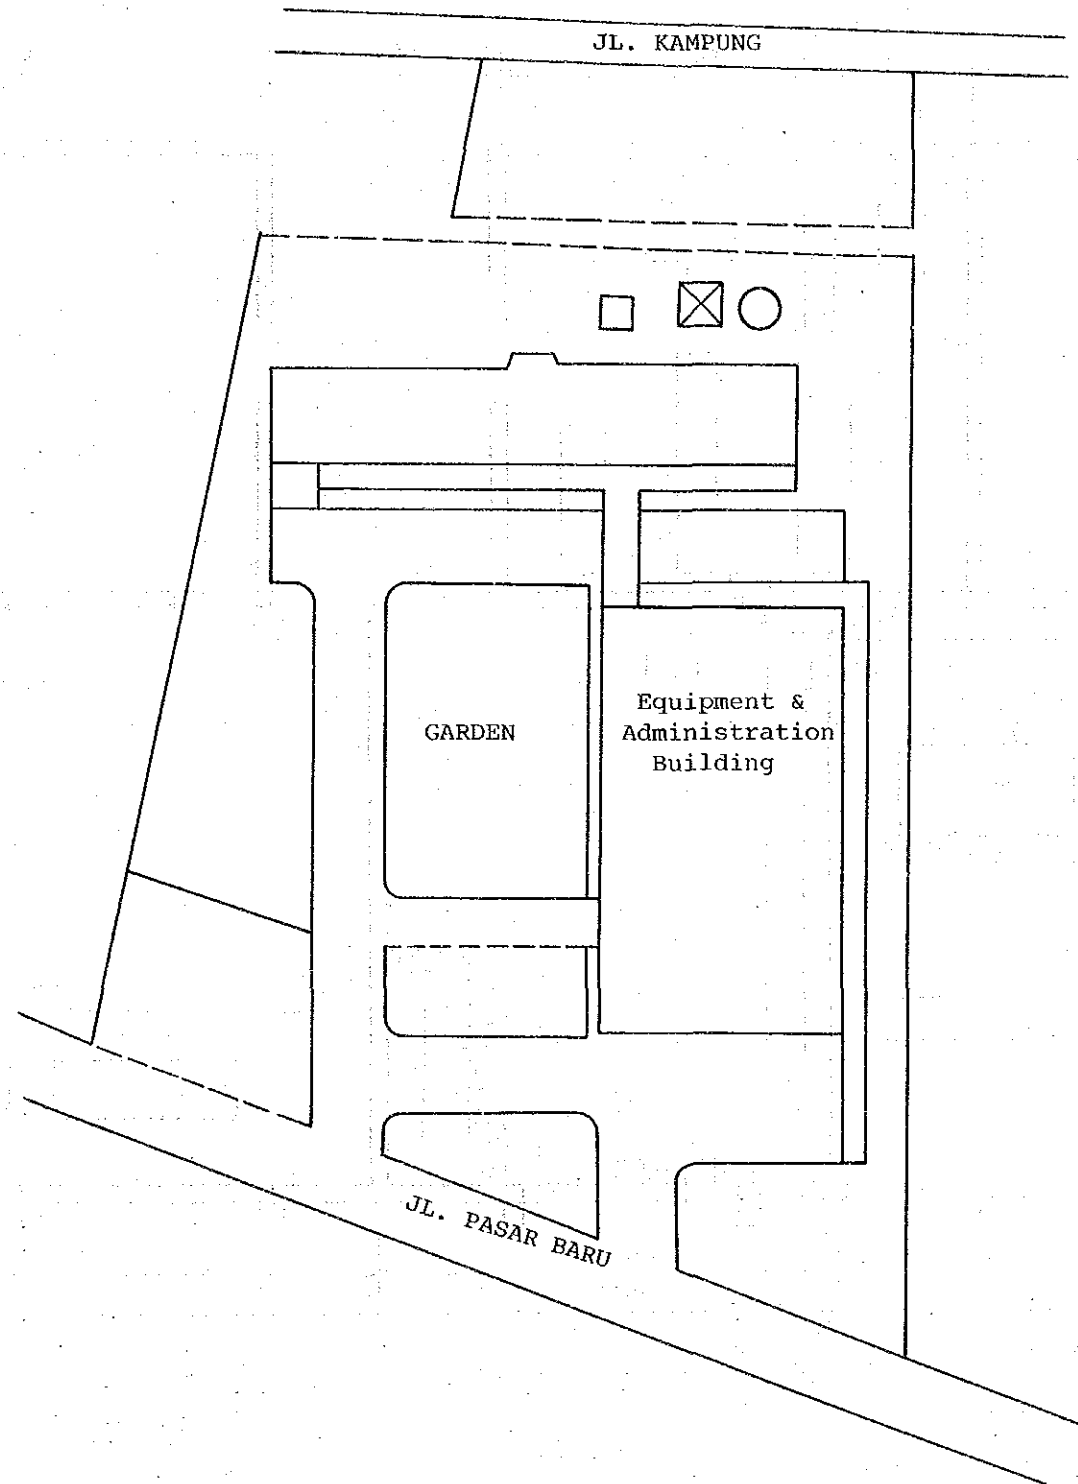 JL. KAMPUNG
GARDEN
Equipment &
Administration
Building
JL. PASAR BARU